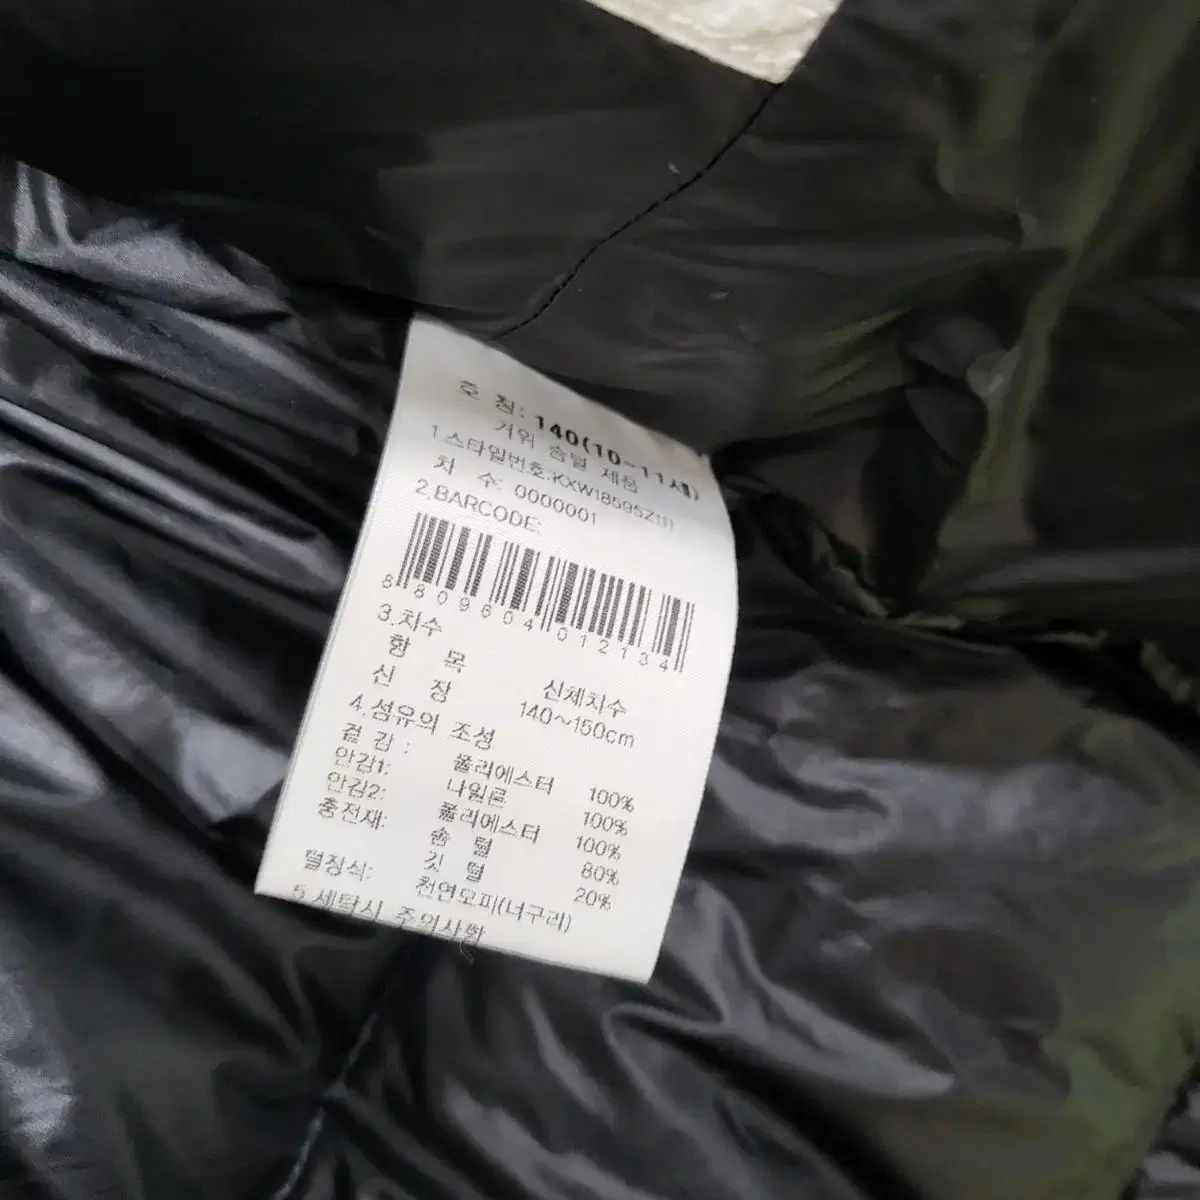 호 칭: 140(10-11세)
거위 솜털 제품
1.스타일번호:KXW18595Z111
차 수: 0000001
2.BARCODE:
8809604012134
3.치수
항 목 신체치수
신 장 140~150cm
4.섬유의 조성
겉 감 : 폴리에스터 100%
안감1: 나일론 100%
안감2: 폴리에스터 100%
충전재: 솜 털 80%
깃 털 20%
털장식: 천연모피(너구리)
5.세탁시 주의사항